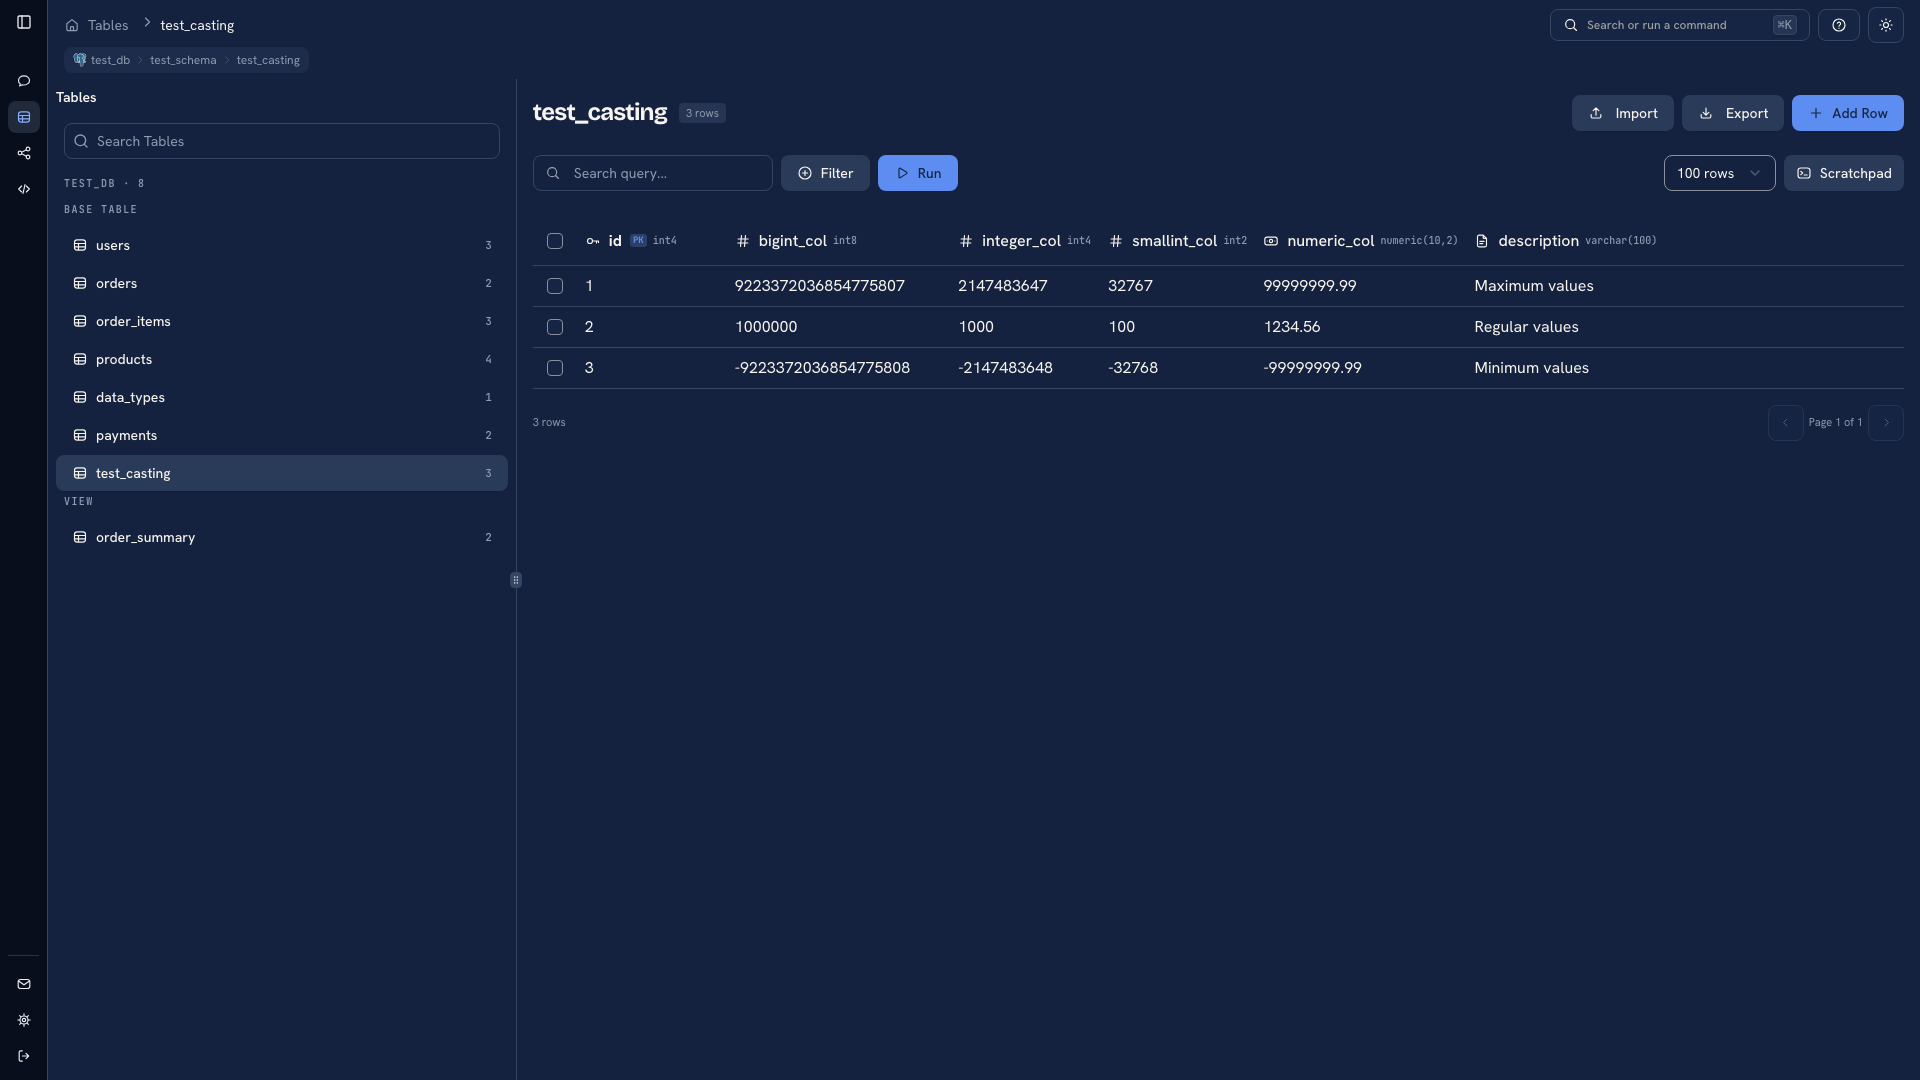 Tables > test_casting
Search or run a command ⌘K
test_db > test_schema > test_casting
Tables
Search Tables
TEST_DB · 8
BASE TABLE
users 3
orders 2
order_items 3
products 4
data_types 1
payments 2
test_casting 3
VIEW
order_summary 2
test_casting 3 rows
Import
Export
Add Row
Search query...
Filter
Run
100 rows
Scratchpad
id PK int4 bigint_col int8 integer_col int4 smallint_col int2 numeric_col numeric(10,2) description varchar(100)
1 9223372036854775807 2147483647 32767 99999999.99 Maximum values
2 1000000 1000 100 1234.56 Regular values
3 -9223372036854775808 -2147483648 -32768 -99999999.99 Minimum values
3 rows
Page 1 of 1